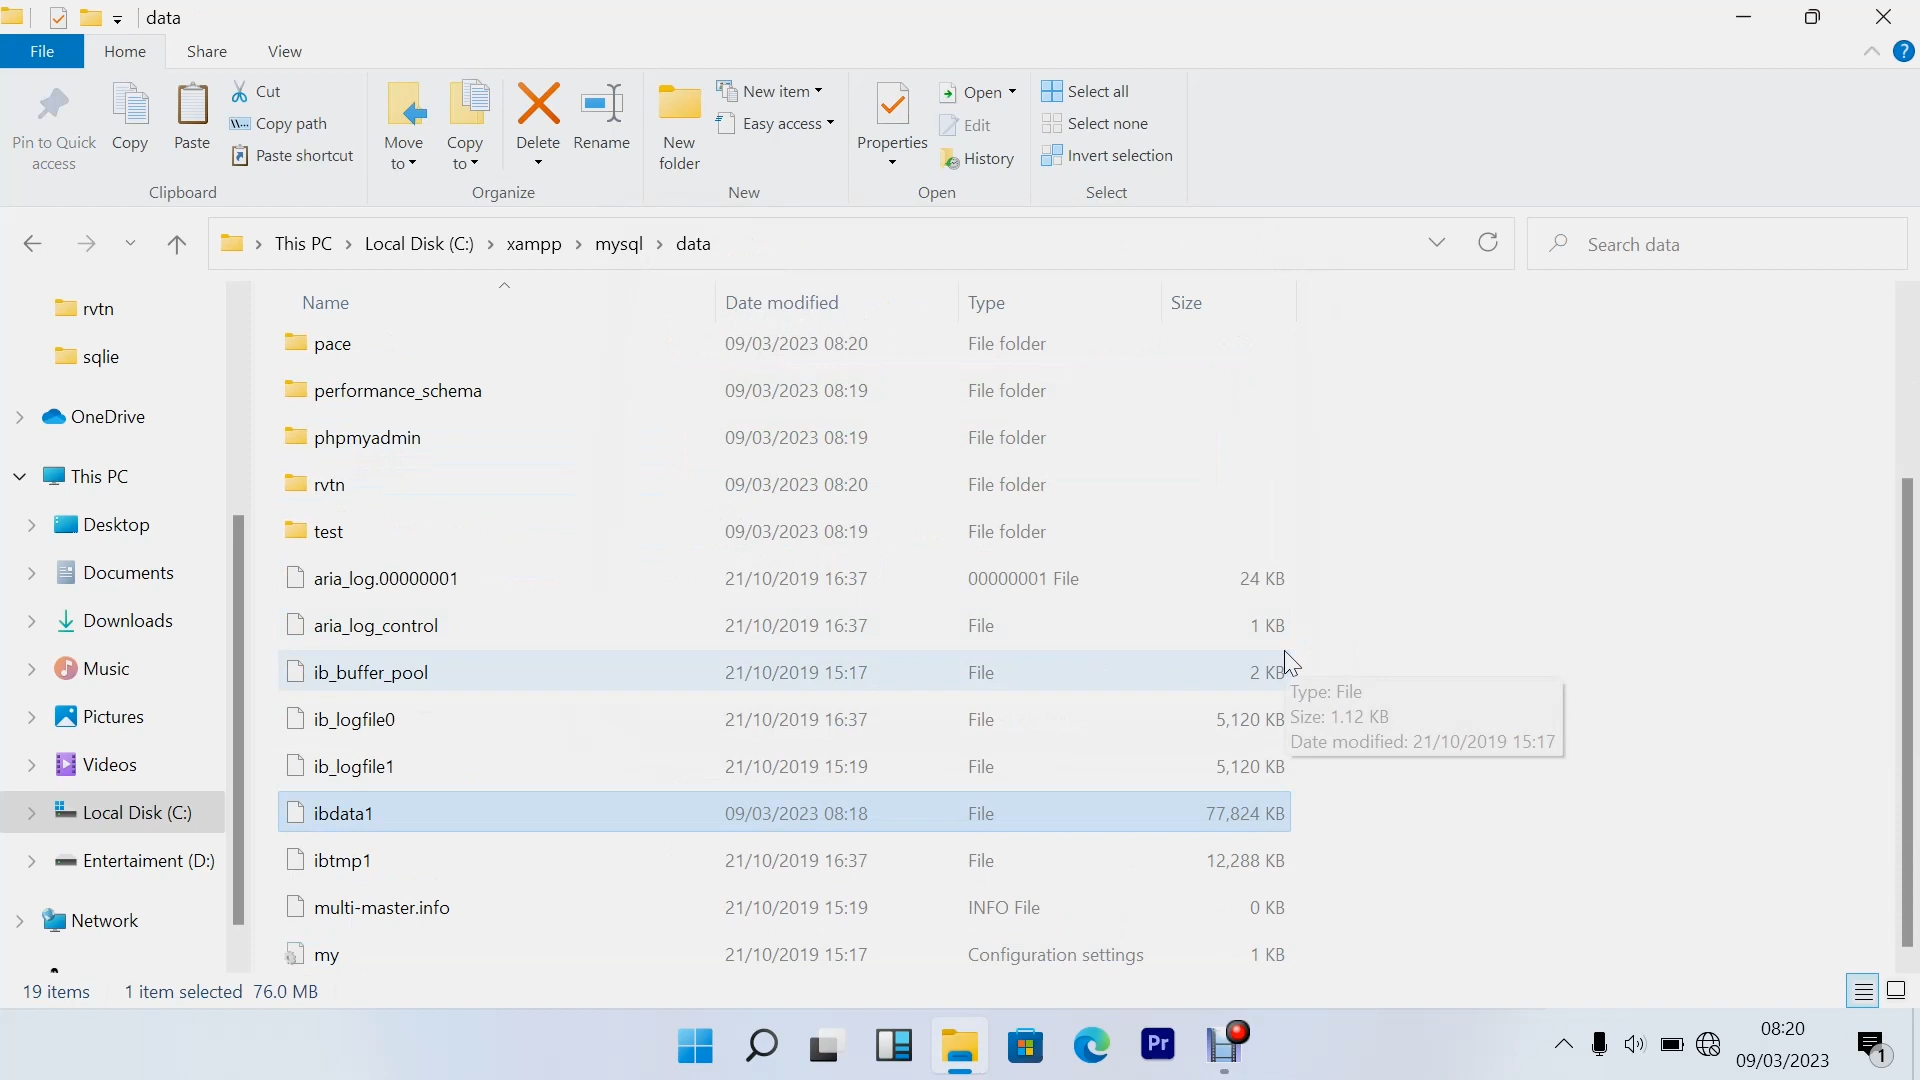 data
File Home Share View
Pin to Quick access
Copy
Paste
Cut
Copy path
Paste shortcut
Clipboard
Move to
Copy to
Delete
Rename
Organize
New folder
New item
Easy access
New
Properties
Open
Edit
History
Open
Select all
Select none
Invert selection
Select
This PC > Local Disk (C:) > xampp > mysql > data
Search data
rvtn
sqlie
OneDrive
This PC
Desktop
Documents
Downloads
Music
Pictures
Videos
Local Disk (C:)
Entertaiment (D:)
Network
Name Date modified Type Size
pace 09/03/2023 08:20 File folder
performance_schema 09/03/2023 08:19 File folder
phpmyadmin 09/03/2023 08:19 File folder
rvtn 09/03/2023 08:20 File folder
test 09/03/2023 08:19 File folder
aria_log.00000001 21/10/2019 16:37 00000001 File 24 KB
aria_log_control 21/10/2019 16:37 File 1 KB
ib_buffer_pool 21/10/2019 15:17 File 2 KB
ib_logfile0 21/10/2019 16:37 File 5,120 KB
ib_logfile1 21/10/2019 15:19 File 5,120 KB
ibdata1 09/03/2023 08:18 File 77,824 KB
ibtmp1 21/10/2019 16:37 File 12,288 KB
multi-master.info 21/10/2019 15:19 INFO File 0 KB
my 21/10/2019 15:17 Configuration settings 1 KB
Type: File
Size: 1.12 KB
Date modified: 21/10/2019 15:17
19 items 1 item selected 76.0 MB
Pr
08:20
09/03/2023
1